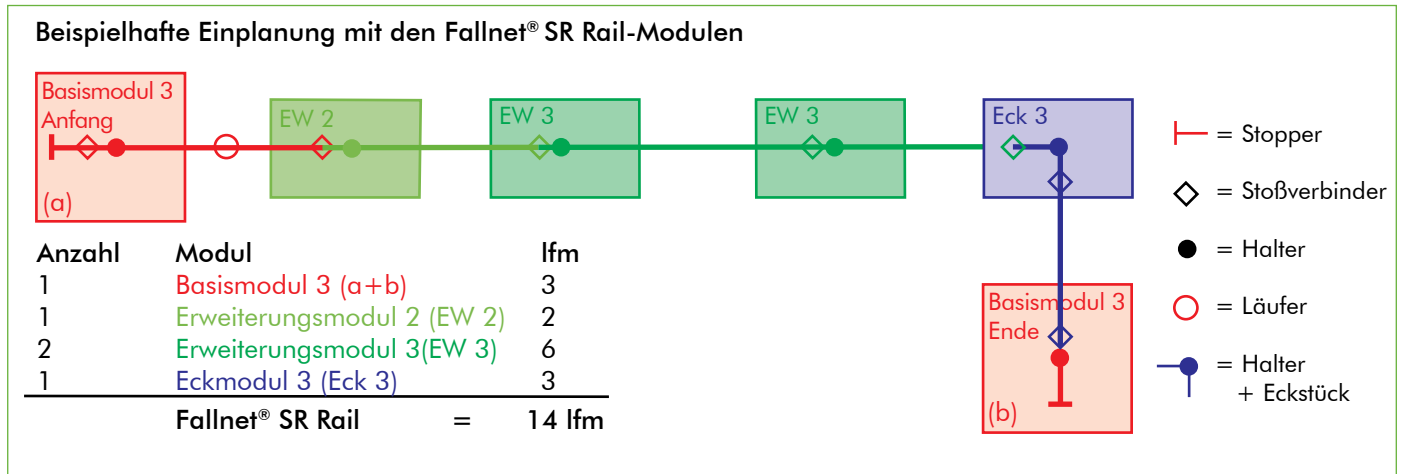 Beispielhafte Einplanung mit den Fallnet® SR Rail-Modulen
Basismodul 3
Anfang
(a)
EW 2
EW 3
EW 3
Eck 3
Basismodul 3
Ende
(b)
= Stopper
= Stoßverbinder
= Halter
= Läufer
= Halter
+ Eckstück
Anzahl Modul lfm
1 Basismodul 3 (a+b) 3
1 Erweiterungsmodul 2 (EW 2) 2
2 Erweiterungsmodul 3(EW 3) 6
1 Eckmodul 3 (Eck 3) 3
Fallnet® SR Rail = 14 lfm